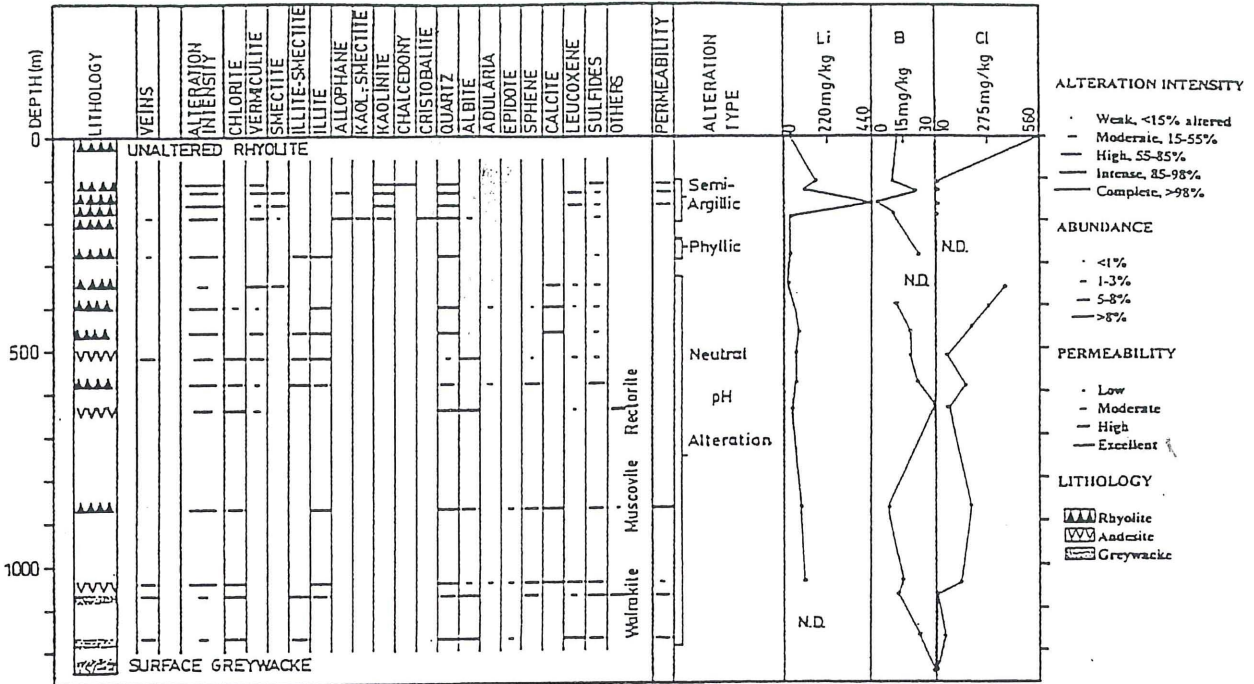 DEPTH (m)
LITHOLOGY
VEINS
ALTERATION INTENSITY
CHLORITE
VERMICULITE
SMECTITE
ILLITE-SMECTITE
ILLITE
ALLOPHANE
KAOL.-SMECTITE
KAOLINITE
CHALCEDONY
CRISTOBALITE
QUARTZ
ALBITE
ADULARIA
EPIDOTE
SPHENE
CALCITE
LEUCOXENE
SULFIDES
OTHERS
PERMEABILITY
ALTERATION TYPE
Li
220mg/kg
0
440
B
15mg/kg
0
30
Cl
275mg/kg
10
560
0
500
1000
UNALTERED RHYOLITE
SURFACE GREYWACKE
Rectorite
Muscovite
Wairakite
Semi-
Argillic
Phyllic
Neutral
pH
Alteration
N.D.
N.D.
N.D.
ALTERATION INTENSITY
Weak, <15% altered
Moderate, 15-55%
High, 55-85%
Intense, 85-98%
Complete, >98%
ABUNDANCE
<1%
1-3%
5-8%
>8%
PERMEABILITY
Low
Moderate
High
Excellent
LITHOLOGY
Rhyolite
Andesite
Greywacke